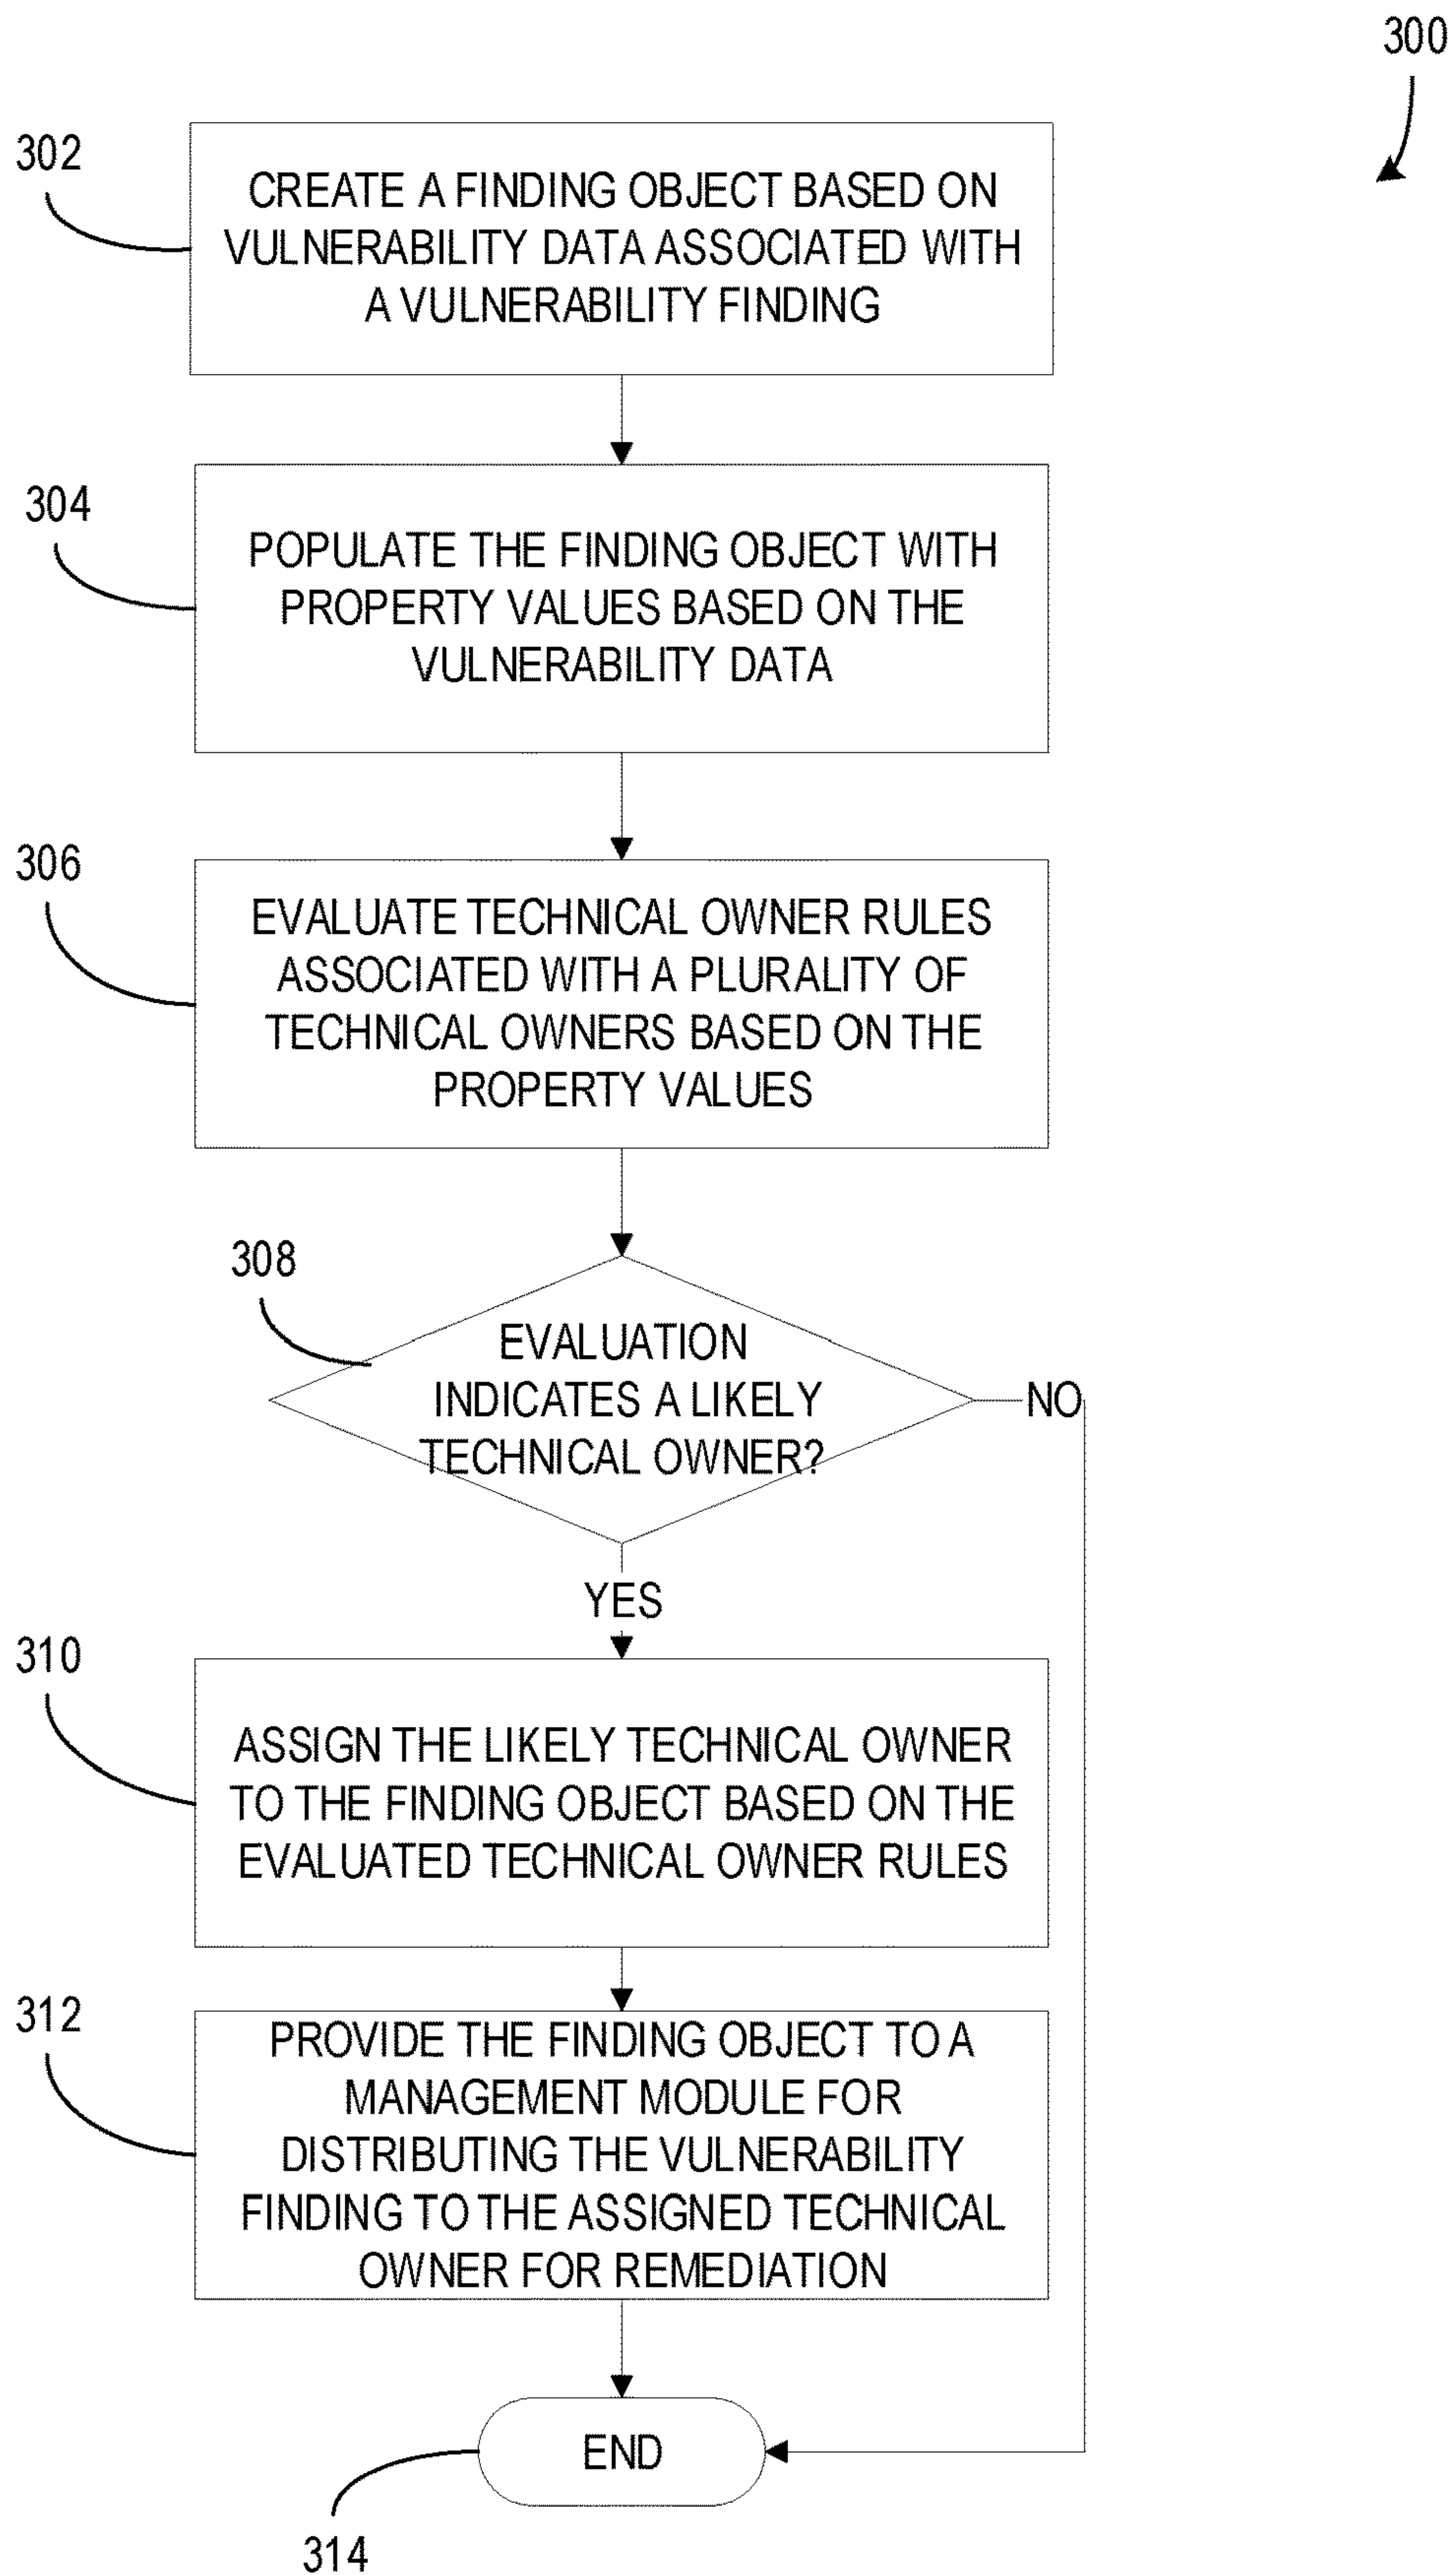 300
302
CREATE A FINDING OBJECT BASED ON
VULNERABILITY DATA ASSOCIATED WITH
A VULNERABILITY FINDING
304
POPULATE THE FINDING OBJECT WITH
PROPERTY VALUES BASED ON THE
VULNERABILITY DATA
306
EVALUATE TECHNICAL OWNER RULES
ASSOCIATED WITH A PLURALITY OF
TECHNICAL OWNERS BASED ON THE
PROPERTY VALUES
308
EVALUATION
INDICATES A LIKELY
TECHNICAL OWNER?
NO
YES
310
ASSIGN THE LIKELY TECHNICAL OWNER
TO THE FINDING OBJECT BASED ON THE
EVALUATED TECHNICAL OWNER RULES
312
PROVIDE THE FINDING OBJECT TO A
MANAGEMENT MODULE FOR
DISTRIBUTING THE VULNERABILITY
FINDING TO THE ASSIGNED TECHNICAL
OWNER FOR REMEDIATION
END
314